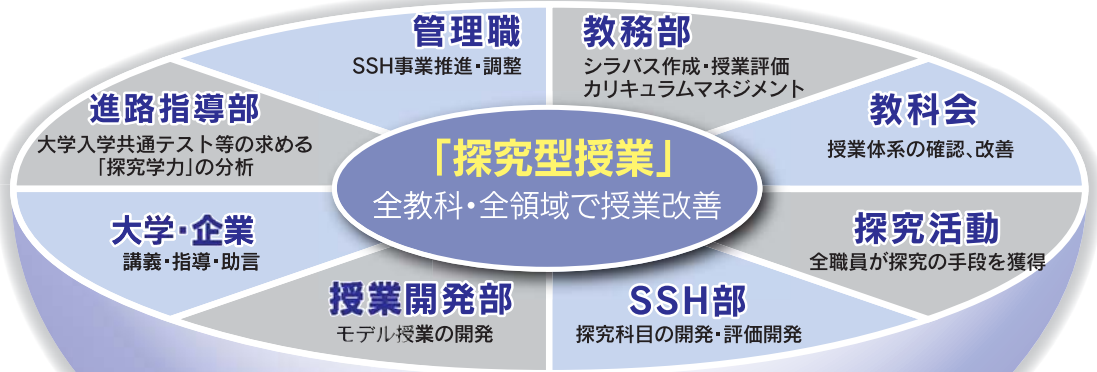 管理職
SSH事業推進・調整
教務部
シラバス作成・授業評価
カリキュラムマネジメント
進路指導部
大学入学共通テスト等の求める
「探究学力」の分析
教科会
授業体系の確認、改善
「探究型授業」
全教科・全領域で授業改善
大学・企業
講義・指導・助言
探究活動
全職員が探究の手段を獲得
授業開発部
モデル授業の開発
SSH部
探究科目の開発・評価開発